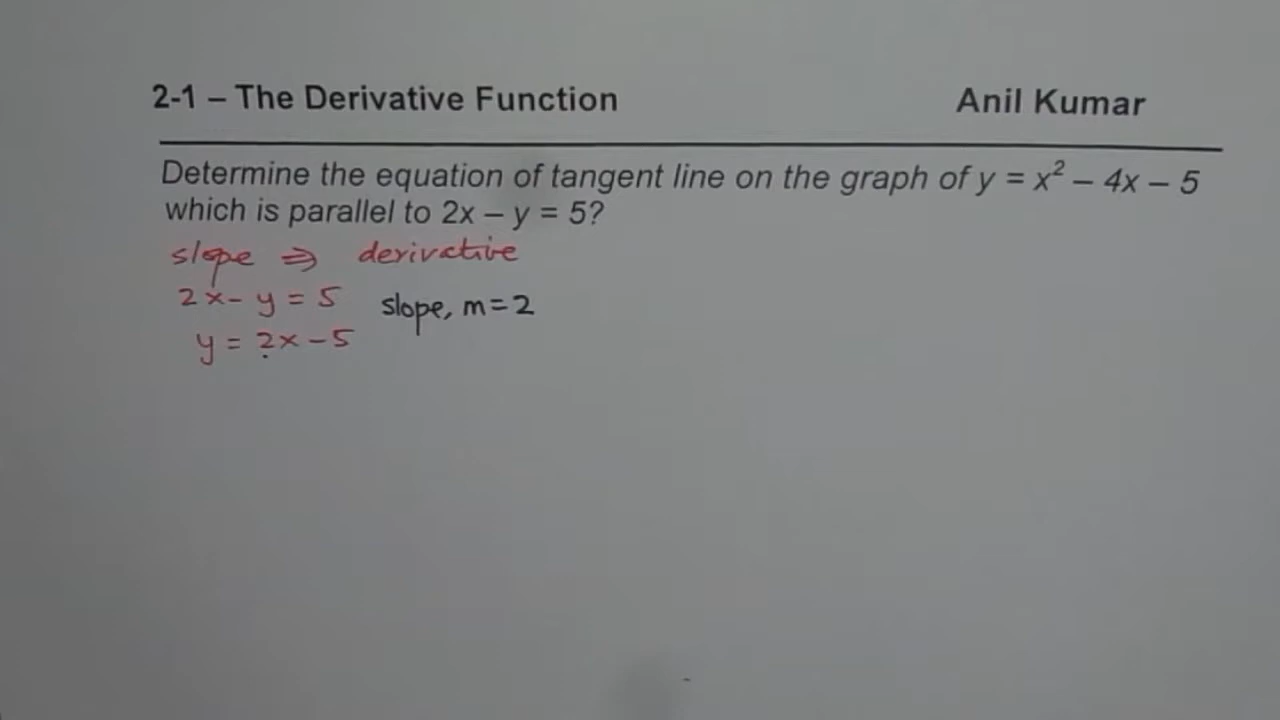 2-1 – The Derivative Function Anil Kumar
Determine the equation of tangent line on the graph of y = x² – 4x – 5
which is parallel to 2x – y = 5?
slope ⇒ derivative
2x - y = 5 slope, m = 2
y = 2x - 5